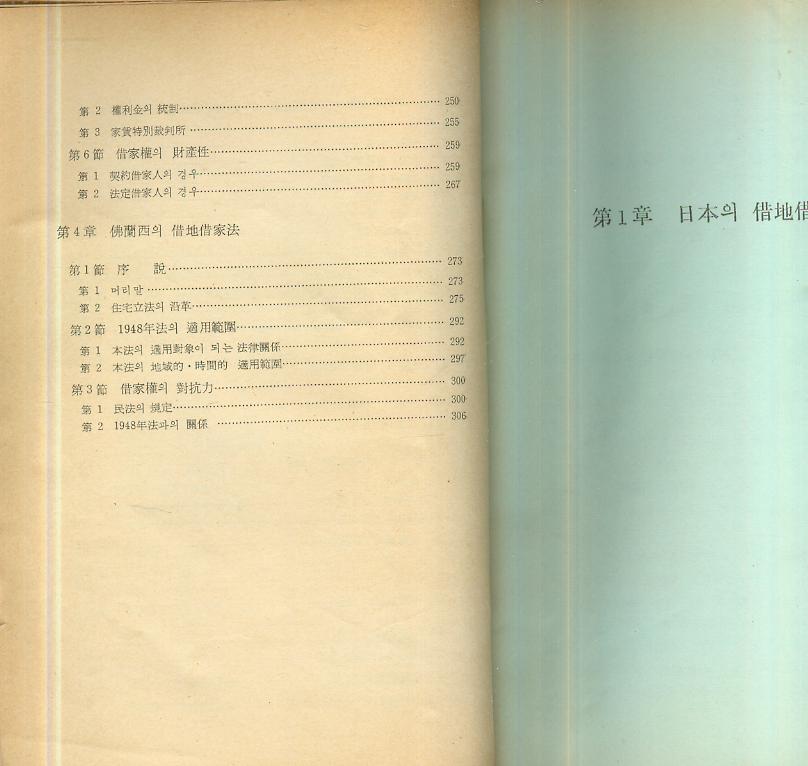 第 2 權利金의 統制 250
第 3 家賃特別裁判所 255
第6節 借家權의 財產性 259
第 1 契約借家人의 경우 259
第 2 法定借家人의 경우 267
第4章 佛蘭西의 借地借家法
第1節 序 說 273
第 1 머리말 273
第 2 住宅立法의 沿革 275
第2節 1948年法의 適用範圍 292
第 1 本法의 適用對象이 되는 法律關係 292
第 2 本法의 地域的・時間的 適用範圍 297
第3節 借家權의 對抗力 300
第 1 民法의 規定 300
第 2 1948年法과의 關係 306
第1章 日本의 借地借